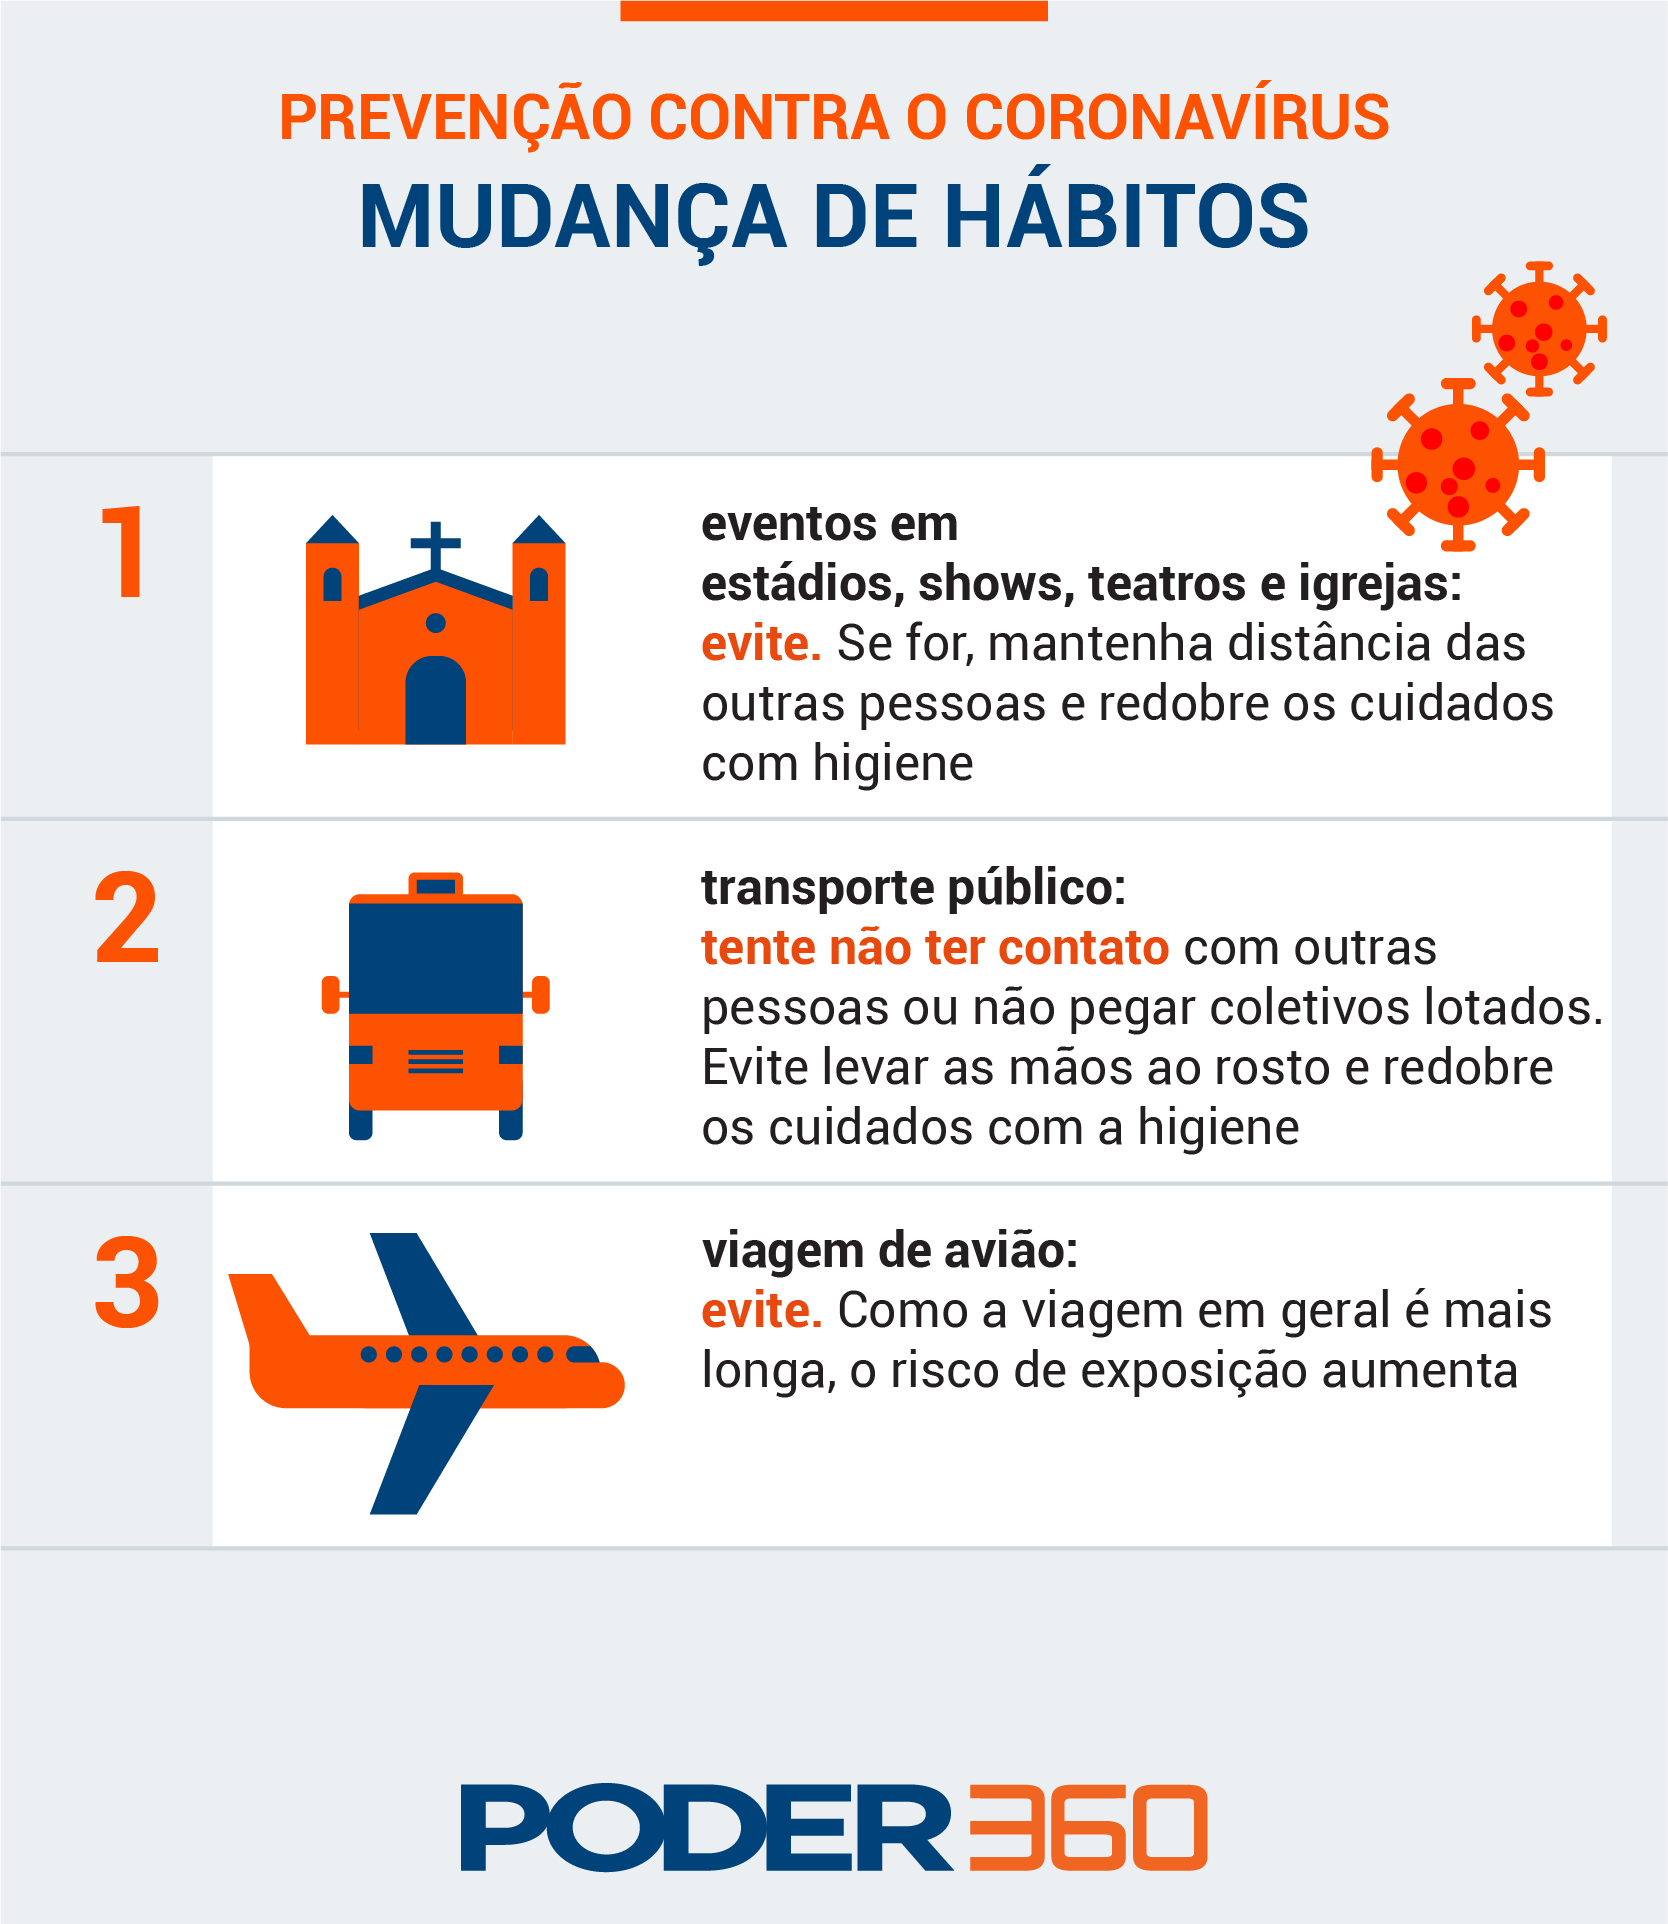 PREVENÇÃO CONTRA O CORONAVÍRUS
MUDANÇA DE HÁBITOS
1
eventos em
estádios, shows, teatros e igrejas:
evite. Se for, mantenha distância das
outras pessoas e redobre os cuidados
com higiene
2
transporte público:
tente não ter contato com outras
pessoas ou não pegar coletivos lotados.
Evite levar as mãos ao rosto e redobre
os cuidados com a higiene
3
viagem de avião:
evite. Como a viagem em geral é mais
longa, o risco de exposição aumenta
PODER360